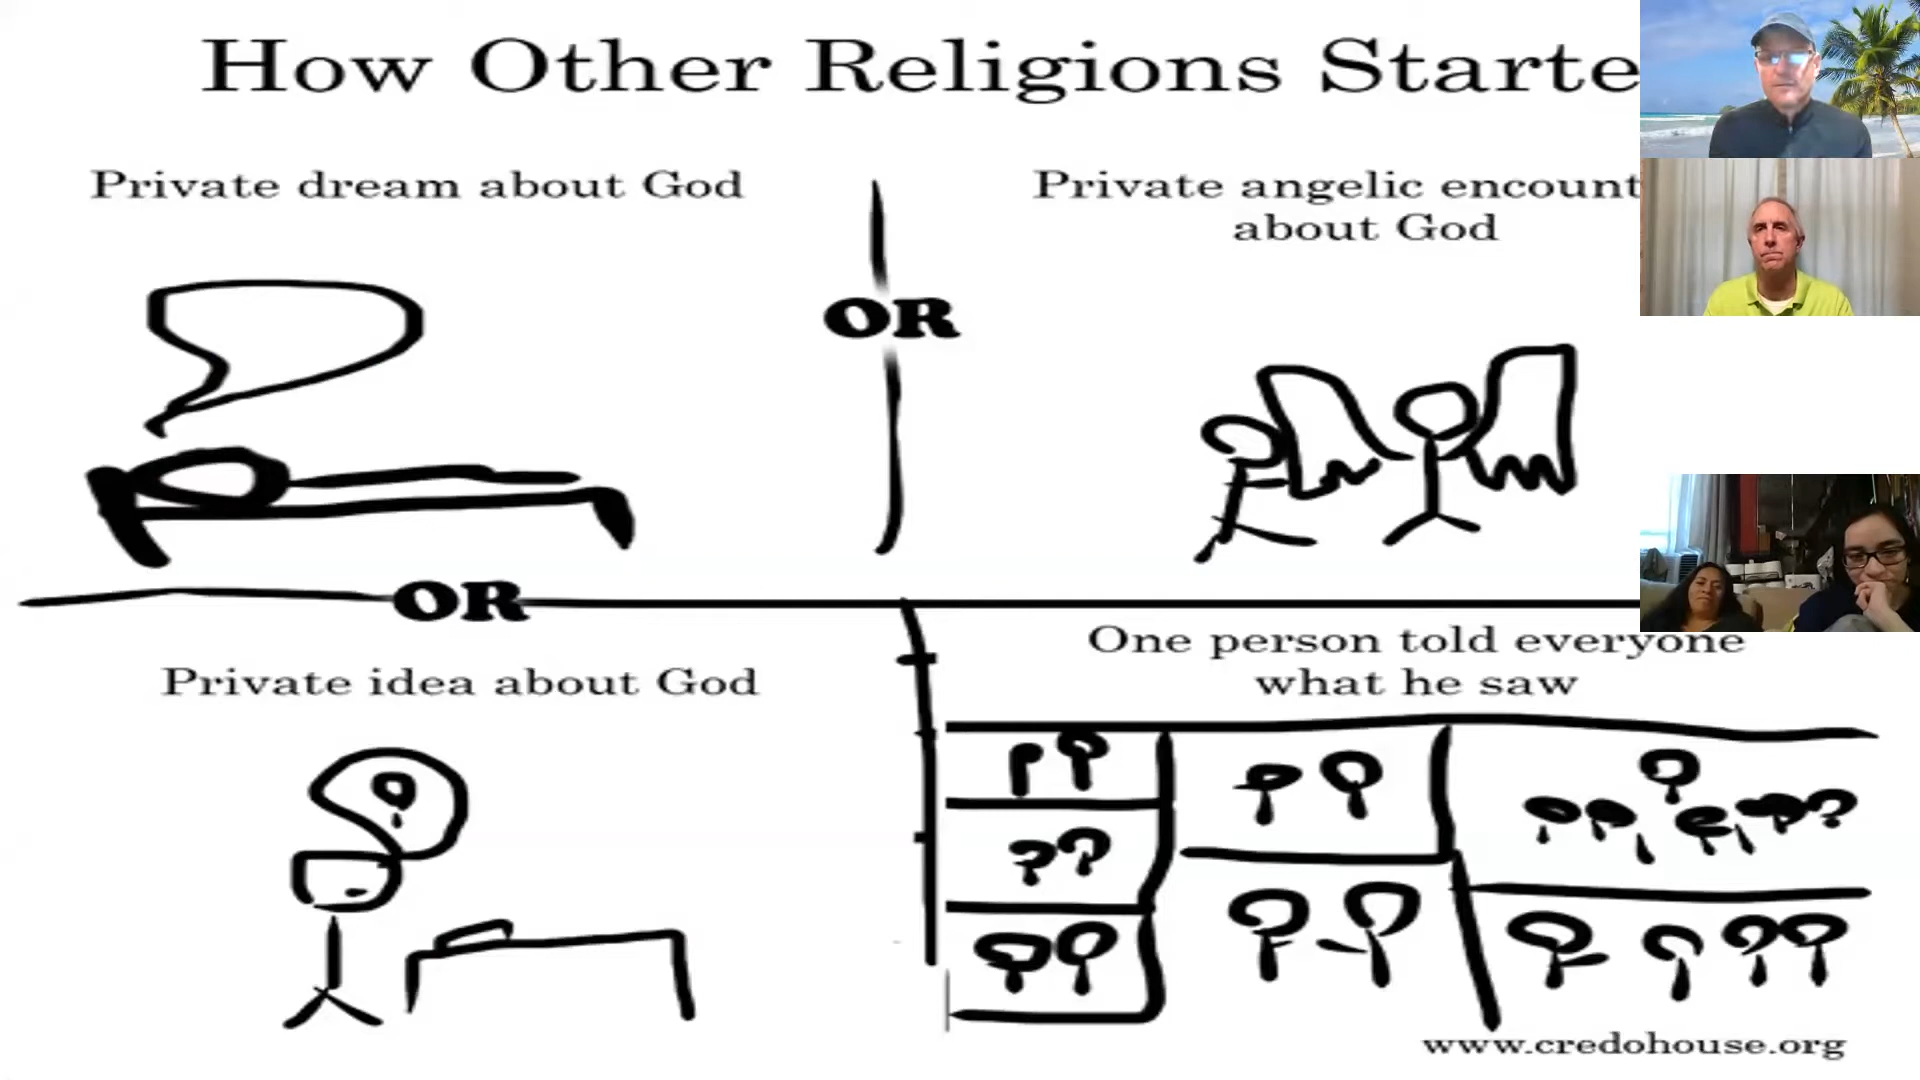 How Other Religions Starte
Private dream about God
Private angelic encount
about God
OR
OR
Private idea about God
One person told everyone
what he saw
? ?
? ?
??
? ????? 
? ?
??
? ???
www.credohouse.org